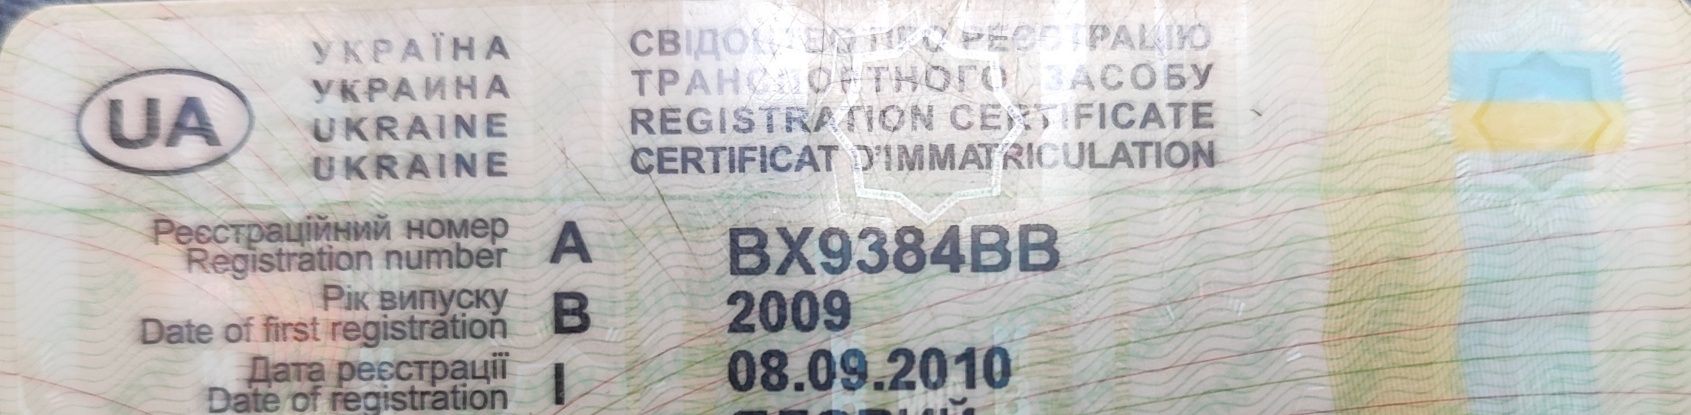 UA
УКРАЇНА
УКРАИНА
UKRAINE
UKRAINE
СВІДОЦТВО ПРО РЕЄСТРАЦІЮ
ТРАНСПОРТНОГО ЗАСОБУ
REGISTRATION CERTIFICATE
CERTIFICAT D'IMMATRICULATION
Реєстраційний номер
Registration number
A
BX9384BB
Рік випуску
Date of first registration
B
2009
Дата реєстрації
Date of registration
I
08.09.2010